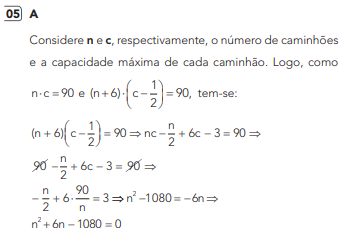 05 A
Considere n e c, respectivamente, o número de caminhões
e a capacidade máxima de cada caminhão. Logo, como
n·c = 90 e (n+6)·(c − 1/2) = 90, tem-se:
(n + 6)(c − 1/2) = 90 ⇒ nc − n/2 + 6c − 3 = 90 ⇒
90 − n/2 + 6c − 3 = 90 ⇒
− n/2 + 6 · 90/n = 3 ⇒ n² − 1080 = −6n ⇒
n² + 6n − 1080 = 0